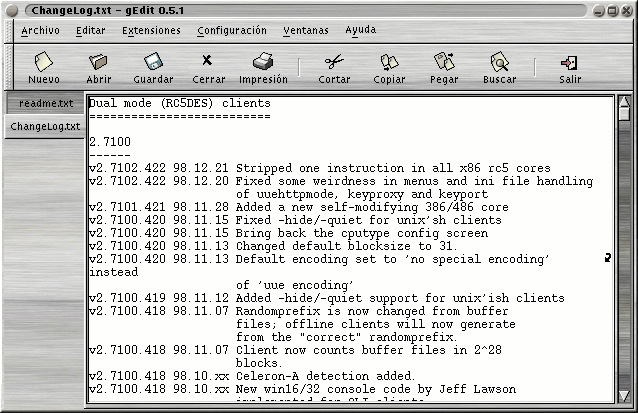 ChangeLog.txt - gEdit 0.5.1
Archivo Editar Extensiones Configuración Ventanas Ayuda
Nuevo Abrir Guardar Cerrar Impresión Cortar Copiar Pegar Buscar Salir
readme.txt
ChangeLog.txt
Dual mode (RC5DES) clients
==========================
2.7100
------
v2.7102.422 98.12.21 Stripped one instruction in all x86 rc5 cores
v2.7102.422 98.12.20 Fixed some weirdness in menus and ini file handling
of uuehttpmode, keyproxy and keyport
v2.7101.421 98.11.28 Added a new self-modifying 386/486 core
v2.7100.420 98.11.15 Fixed -hide/-quiet for unix'sh clients
v2.7100.420 98.11.15 Bring back the cputype config screen
v2.7100.420 98.11.13 Changed default blocksize to 31.
v2.7100.420 98.11.13 Default encoding set to 'no special encoding'
instead
of 'uue encoding'
v2.7100.419 98.11.12 Added -hide/-quiet support for unix'ish clients
v2.7100.418 98.11.07 Randomprefix is now changed from buffer
files; offline clients will now generate
from the "correct" randomprefix.
v2.7100.418 98.11.07 Client now counts buffer files in 2^28
blocks.
v2.7100.418 98.10.xx Celeron-A detection added.
v2.7100.418 98.10.xx New win16/32 console code by Jeff Lawson